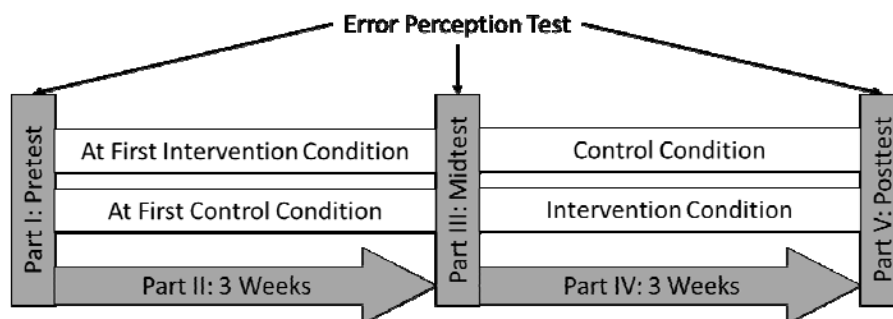 Error Perception Test
Part I: Pretest
At First Intervention Condition
At First Control Condition
Part II: 3 Weeks
Part III: Midtest
Control Condition
Intervention Condition
Part IV: 3 Weeks
Part V: Posttest